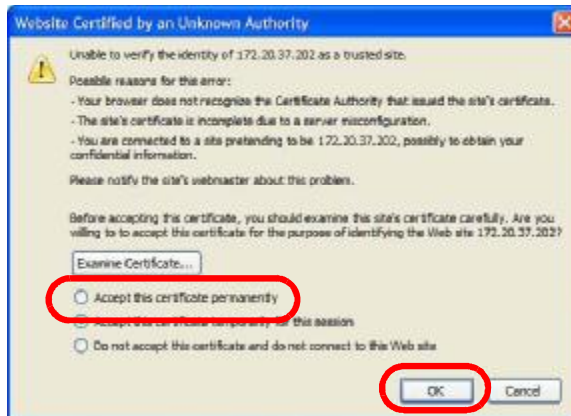 Website Certified by an Unknown Authority
Unable to verify the identity of 172.20.37.202 as a trusted site.
Possible reasons for this error:
- Your browser does not recognize the Certificate Authority that issued the site's certificate.
- The site's certificate is incomplete due to a server misconfiguration.
- You are connected to a site pretending to be 172.20.37.202, possibly to obtain your
confidential information.
Please notify the site's webmaster about this problem.
Before accepting this certificate, you should examine this site's certificate carefully. Are you
willing to to accept this certificate for the purpose of identifying the Web site 172.20.37.202?
Examine Certificate...
Accept this certificate permanently
Accept this certificate temporarily for this session
Do not accept this certificate and do not connect to this Web site
OK Cancel